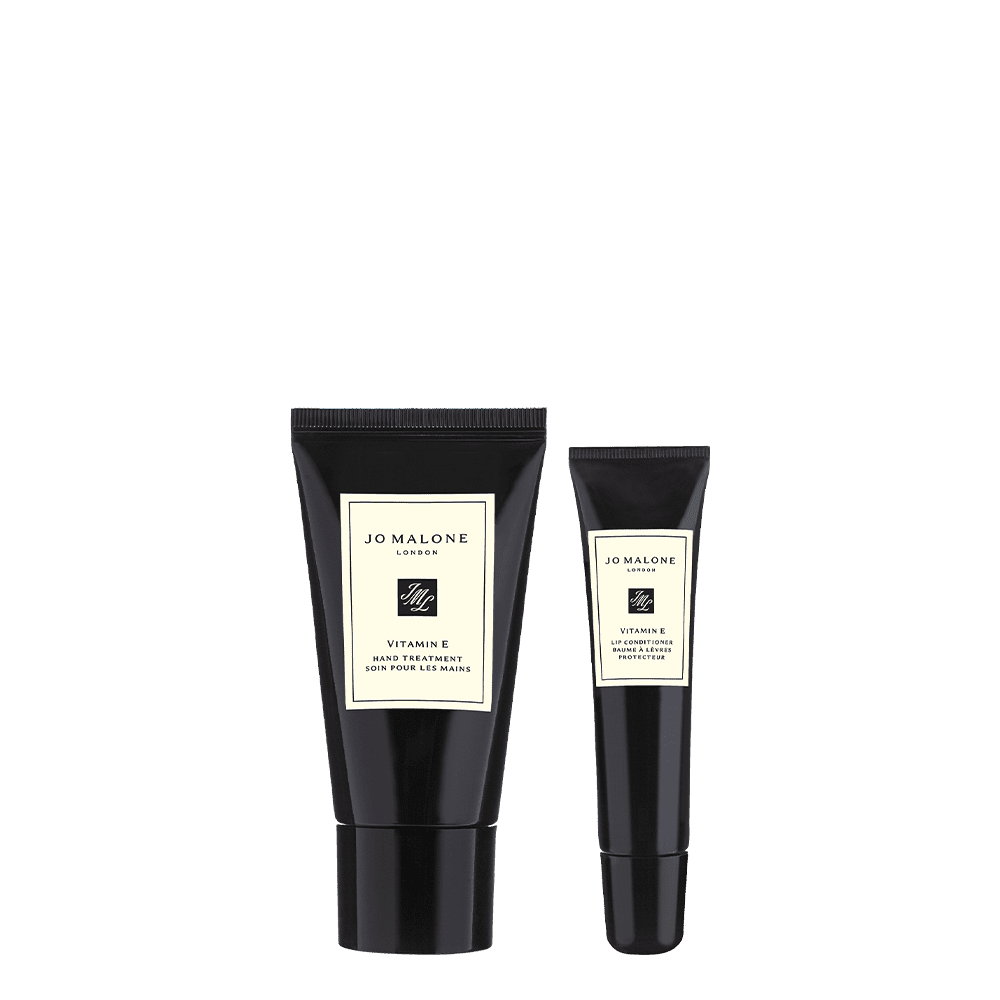 JO MALONE
LONDON
JML
VITAMIN E
HAND TREATMENT
SOIN POUR LES MAINS
JO MALONE
LONDON
JML
VITAMIN E
LIP CONDITIONER
BAUME À LÈVRES
PROTECTEUR